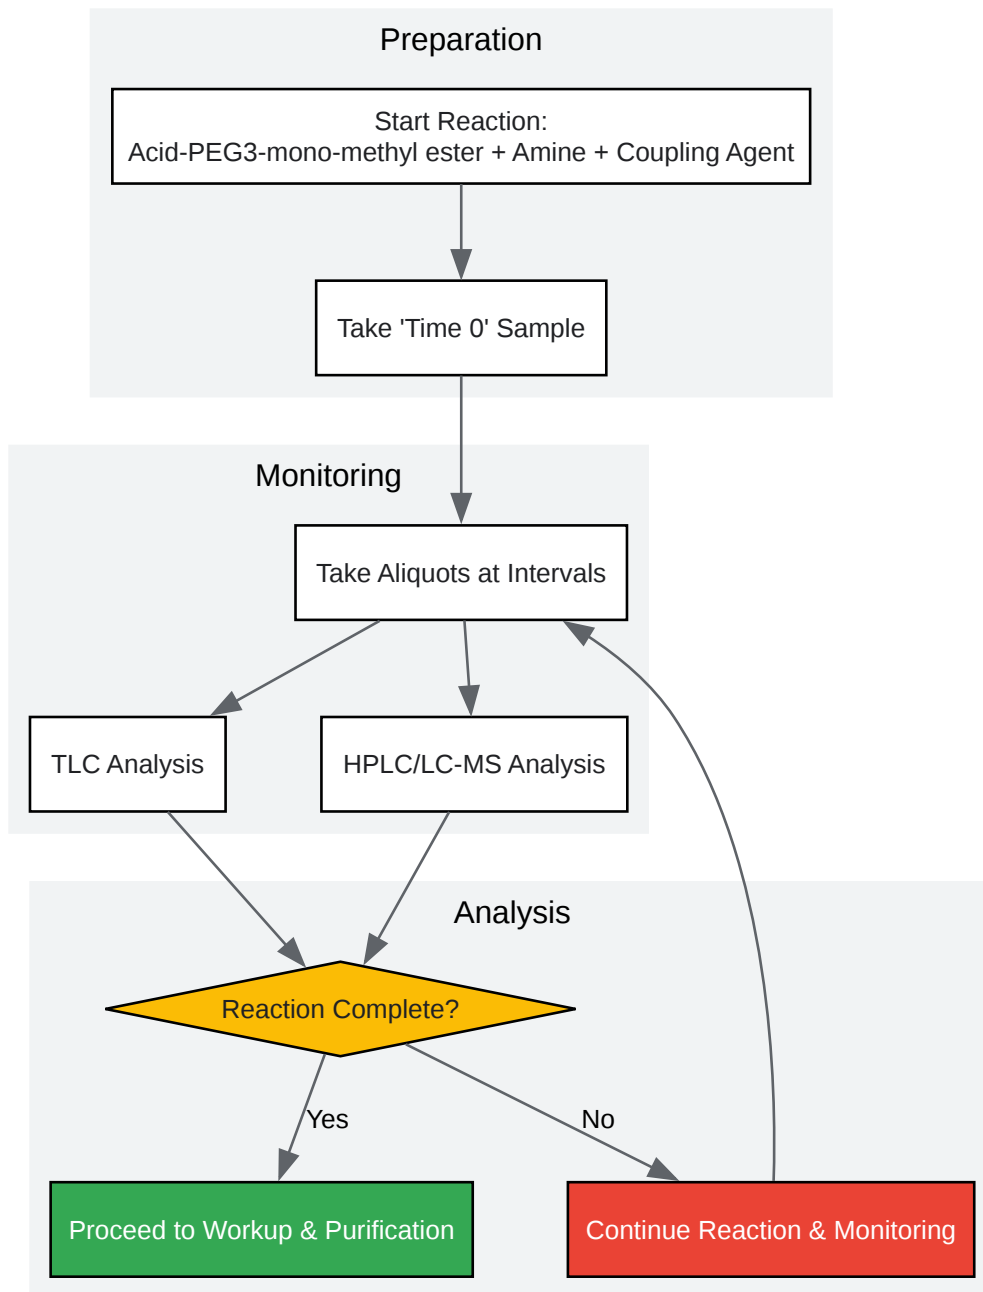 Preparation
Start Reaction:
Acid-PEG3-mono-methyl ester + Amine + Coupling Agent
Take 'Time 0' Sample
Monitoring
Take Aliquots at Intervals
TLC Analysis
HPLC/LC-MS Analysis
Analysis
Reaction Complete?
Yes
No
Proceed to Workup & Purification
Continue Reaction & Monitoring